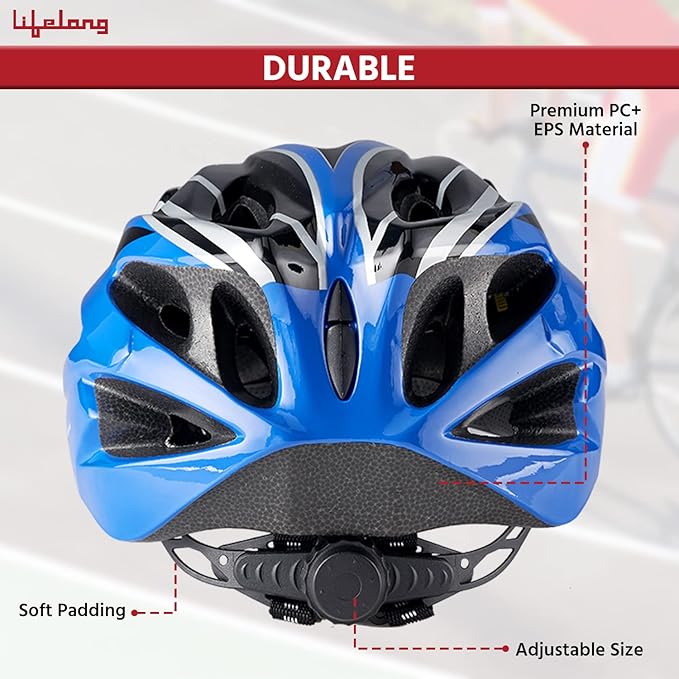 Lifelong
DURABLE
Premium PC+
EPS Material
Soft Padding
Adjustable Size